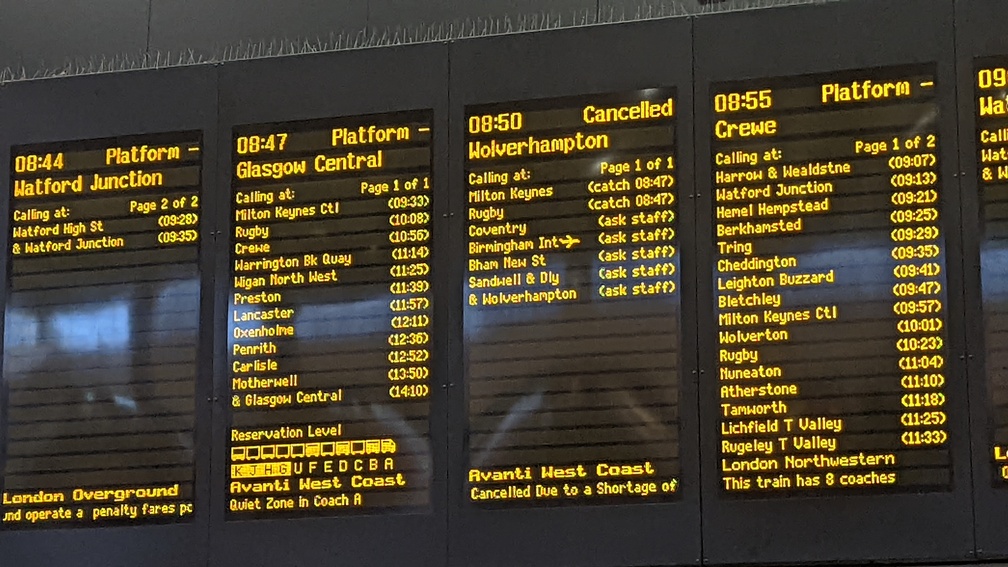 08:44 Platform -
Watford Junction
Calling at: Page 2 of 2
Watford High St (09:28)
& Watford Junction (09:35)
London Overground
and operate a penalty fares
08:47 Platform -
Glasgow Central
Calling at: Page 1 of 1
Milton Keynes Ctl (09:33)
Rugby (10:08)
Crewe (10:56)
Warrington Bk Quay (11:14)
Wigan North West (11:25)
Preston (11:39)
Lancaster (11:57)
Oxenholme (12:11)
Penrith (12:36)
Carlisle (12:52)
Motherwell (13:50)
& Glasgow Central (14:10)
Reservation Level
K J H G U F E D C B A
Avanti West Coast
Quiet Zone in Coach A
08:50 Cancelled
Wolverhampton
Calling at: Page 1 of 1
Milton Keynes (catch 08:47)
Rugby (catch 08:47)
Coventry (ask staff)
Birmingham Int (ask staff)
Bham New St (ask staff)
Sandwell & Dly (ask staff)
& Wolverhampton (ask staff)
Avanti West Coast
Cancelled Due to a Shortage of
08:55 Platform -
Crewe
Calling at: Page 1 of 2
Harrow & Wealdstne (09:07)
Watford Junction (09:13)
Hemel Hempstead (09:21)
Berkhamsted (09:25)
Tring (09:29)
Cheddington (09:35)
Leighton Buzzard (09:41)
Bletchley (09:47)
Milton Keynes Ctl (09:57)
Wolverton (10:01)
Rugby (10:23)
Nuneaton (11:04)
Atherstone (11:10)
Tamworth (11:18)
Lichfield T Valley (11:25)
Rugeley T Valley (11:33)
London Northwestern
This train has 8 coaches